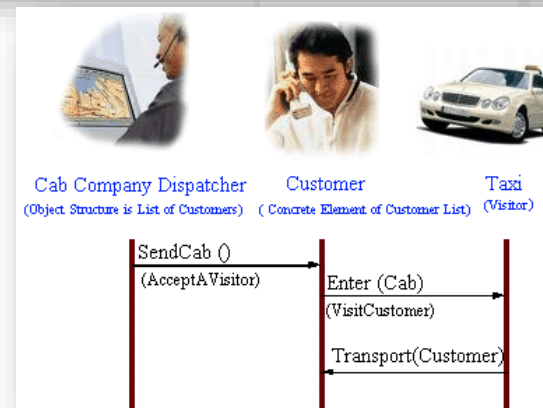 Cab Company Dispatcher
(Object Structure is List of Customers)
Customer
( Concrete Element of Customer List)
Taxi
(Visitor)
SendCab ()
(AcceptAVisitor)
Enter (Cab)
(VisitCustomer)
Transport(Customer)